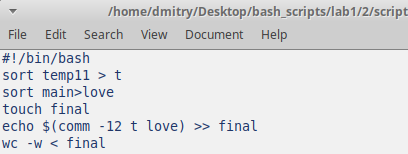 /home/dmitry/Desktop/bash_scripts/lab1/2/script
File Edit Search View Document Help
#!/bin/bash
sort temp11 > t
sort main>love
touch final
echo $(comm -12 t love) >> final
wc -w < final